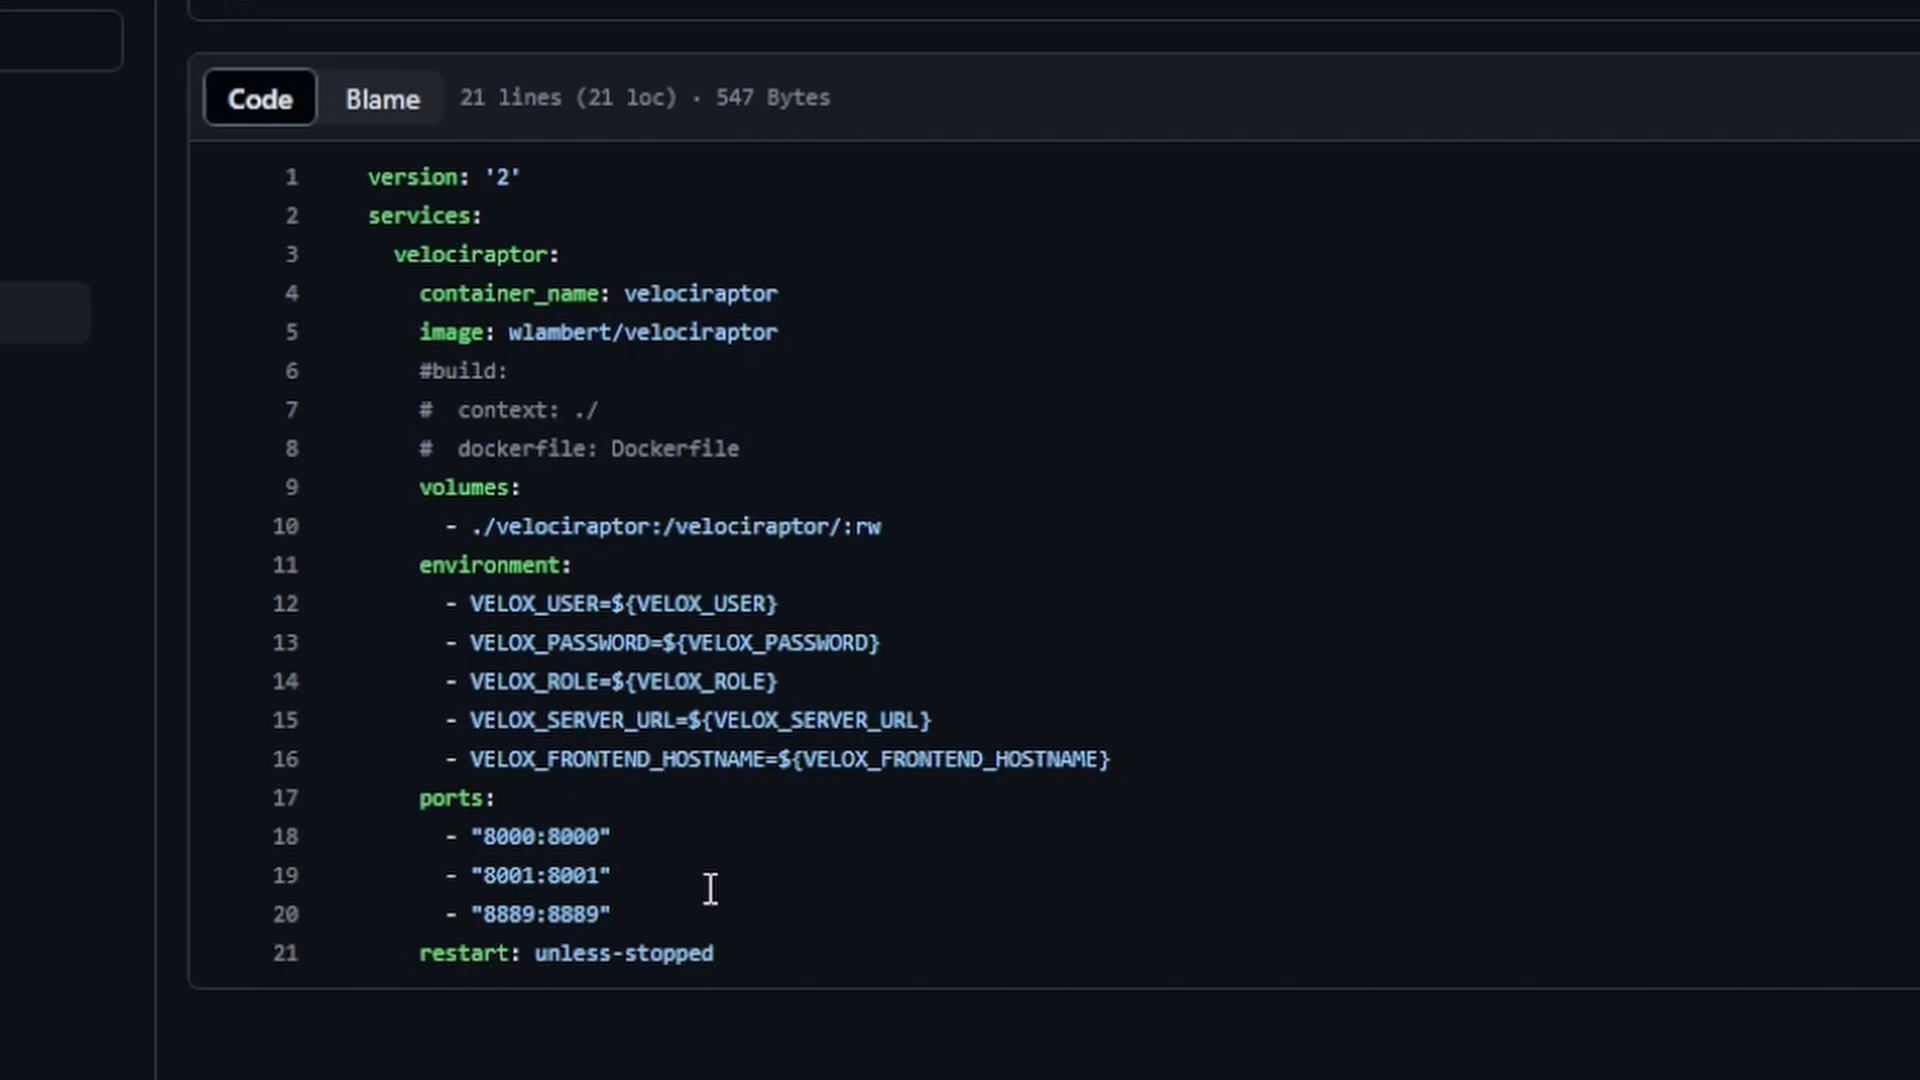 Code Blame 21 lines (21 loc) · 547 Bytes
1 version: '2'
2 services:
3   velociraptor:
4     container_name: velociraptor
5     image: wlambert/velociraptor
6     #build:
7     #  context: ./
8     #  dockerfile: Dockerfile
9     volumes:
10       - ./velociraptor:/velociraptor/:rw
11     environment:
12       - VELOX_USER=${VELOX_USER}
13       - VELOX_PASSWORD=${VELOX_PASSWORD}
14       - VELOX_ROLE=${VELOX_ROLE}
15       - VELOX_SERVER_URL=${VELOX_SERVER_URL}
16       - VELOX_FRONTEND_HOSTNAME=${VELOX_FRONTEND_HOSTNAME}
17     ports:
18       - "8000:8000"
19       - "8001:8001"
20       - "8889:8889"
21     restart: unless-stopped